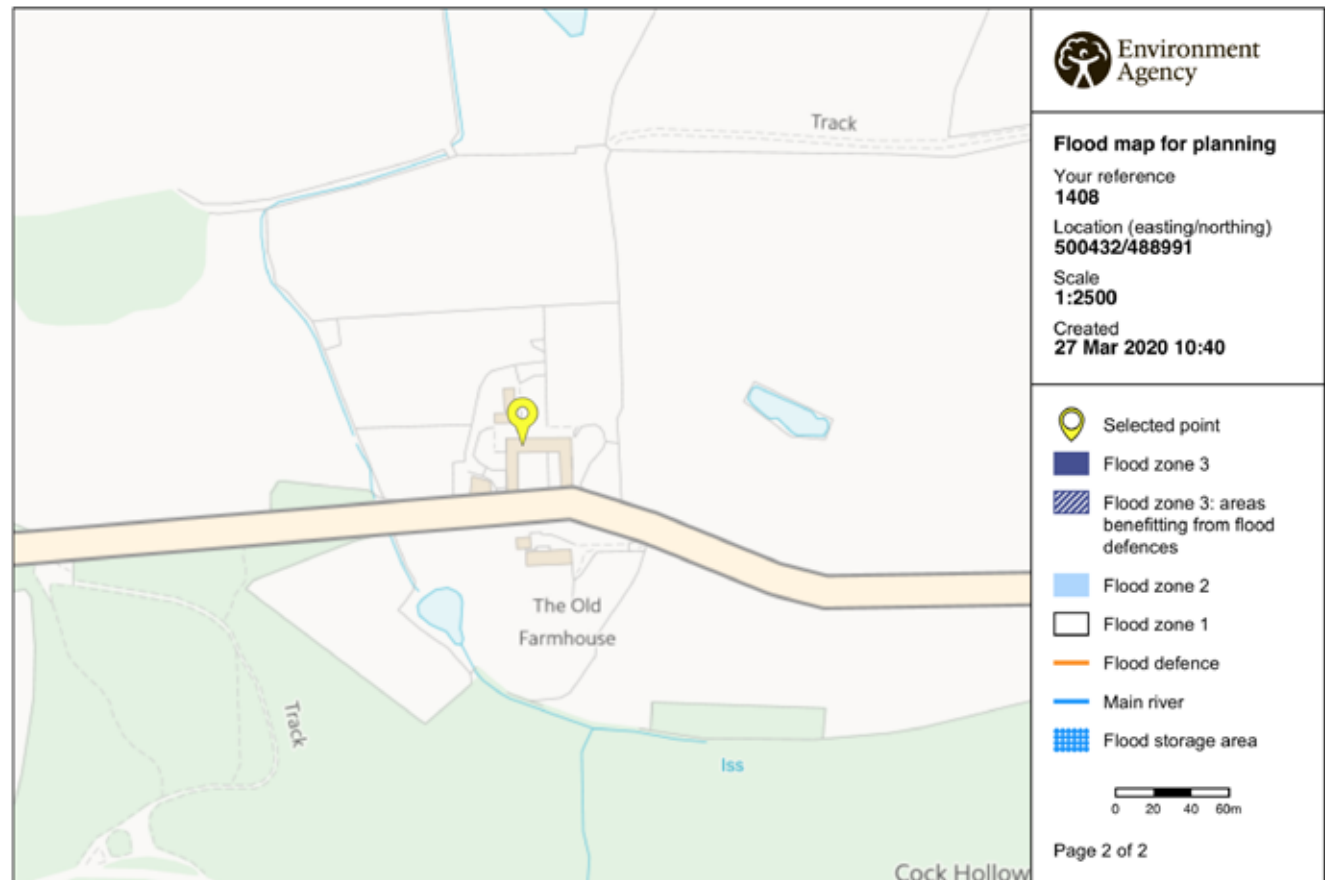 Track
The Old
Farmhouse
Track
Iss
Cock Hollow
Environment
Agency
Flood map for planning
Your reference
1408
Location (easting/northing)
500432/488991
Scale
1:2500
Created
27 Mar 2020 10:40
Selected point
Flood zone 3
Flood zone 3: areas
benefitting from flood
defences
Flood zone 2
Flood zone 1
Flood defence
Main river
Flood storage area
0 20 40 60m
Page 2 of 2